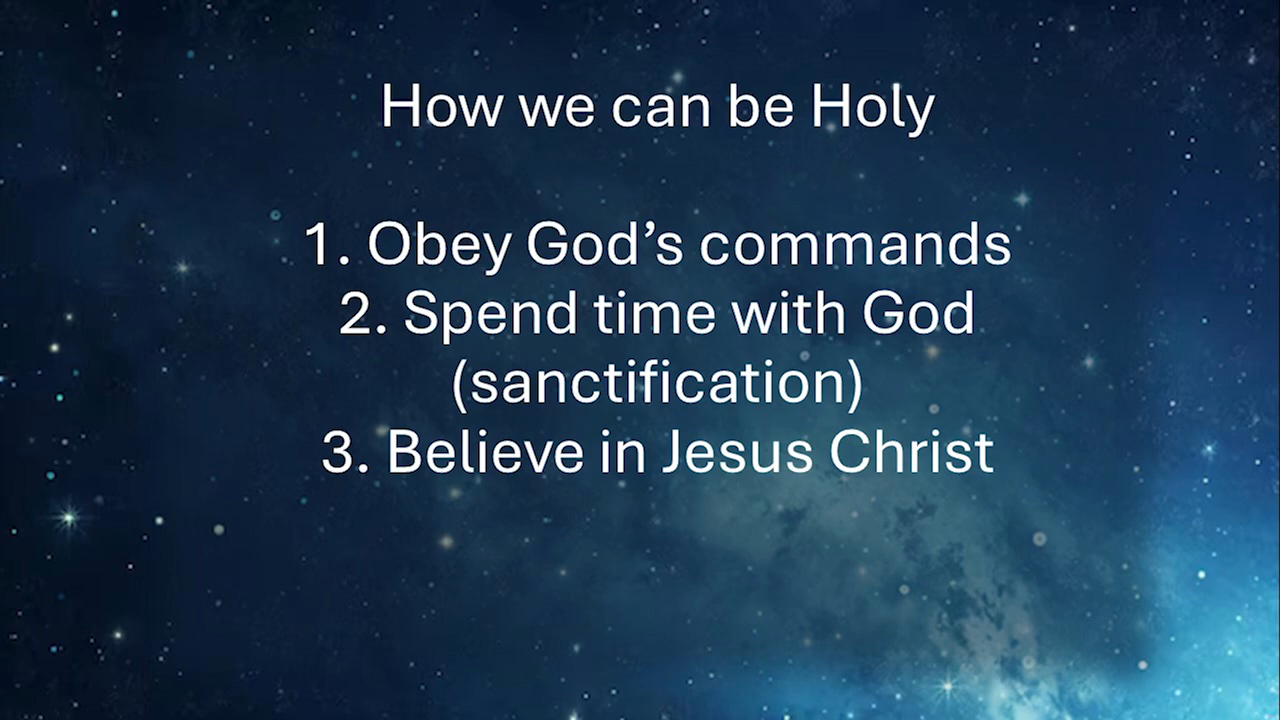 How we can be Holy
1. Obey God’s commands
2. Spend time with God
(sanctification)
3. Believe in Jesus Christ